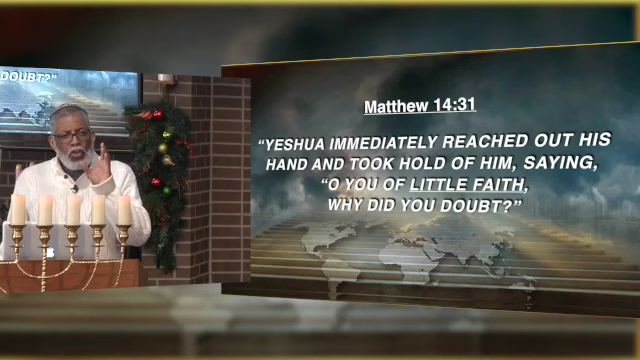 DOUBT?”
Matthew 14:31
“YESHUA IMMEDIATELY REACHED OUT HIS
HAND AND TOOK HOLD OF HIM, SAYING,
“O YOU OF LITTLE FAITH,
WHY DID YOU DOUBT?”